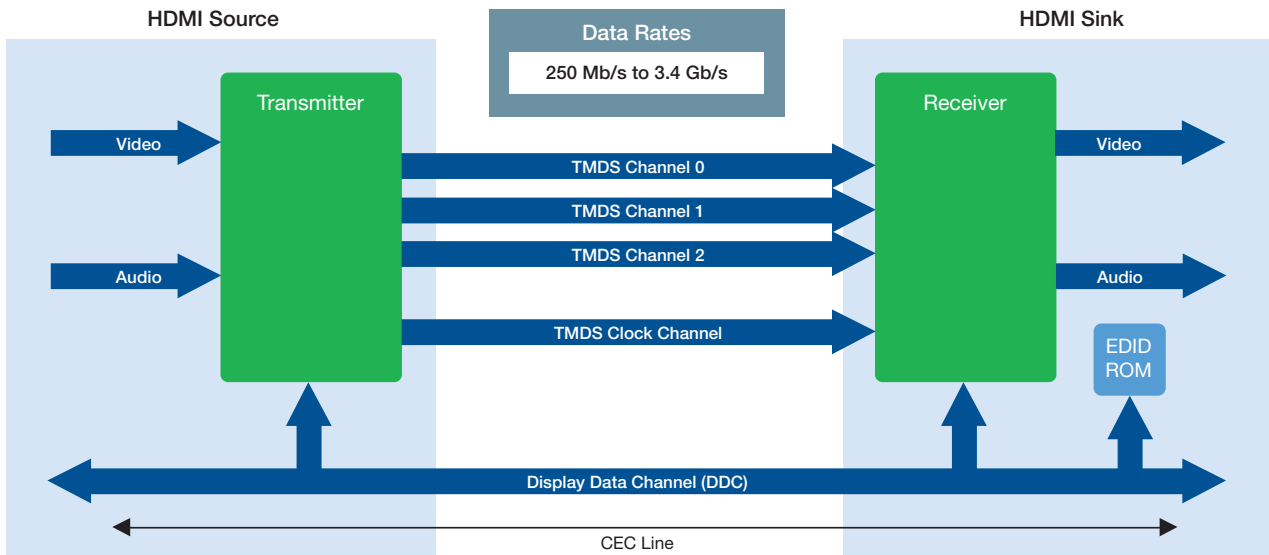 HDMI Source
HDMI Sink
Data Rates
250 Mb/s to 3.4 Gb/s
Transmitter
Receiver
Video
Video
TMDS Channel 0
TMDS Channel 1
TMDS Channel 2
Audio
Audio
TMDS Clock Channel
EDID
ROM
Display Data Channel (DDC)
CEC Line